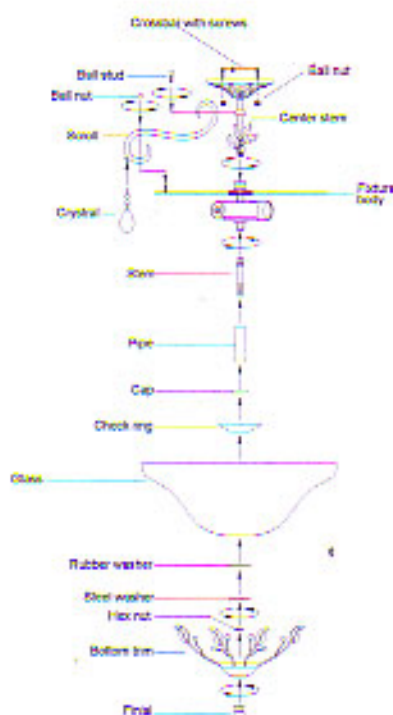 Crossbar with screws
Ball stud
Ball nut
Ball nut
Center stem
Scroll
Fixture
body
Crystal
Stem
Pipe
Cap
Check ring
Glass
Rubber washer
Steel washer
Hex nut
Bottom trim
Finial